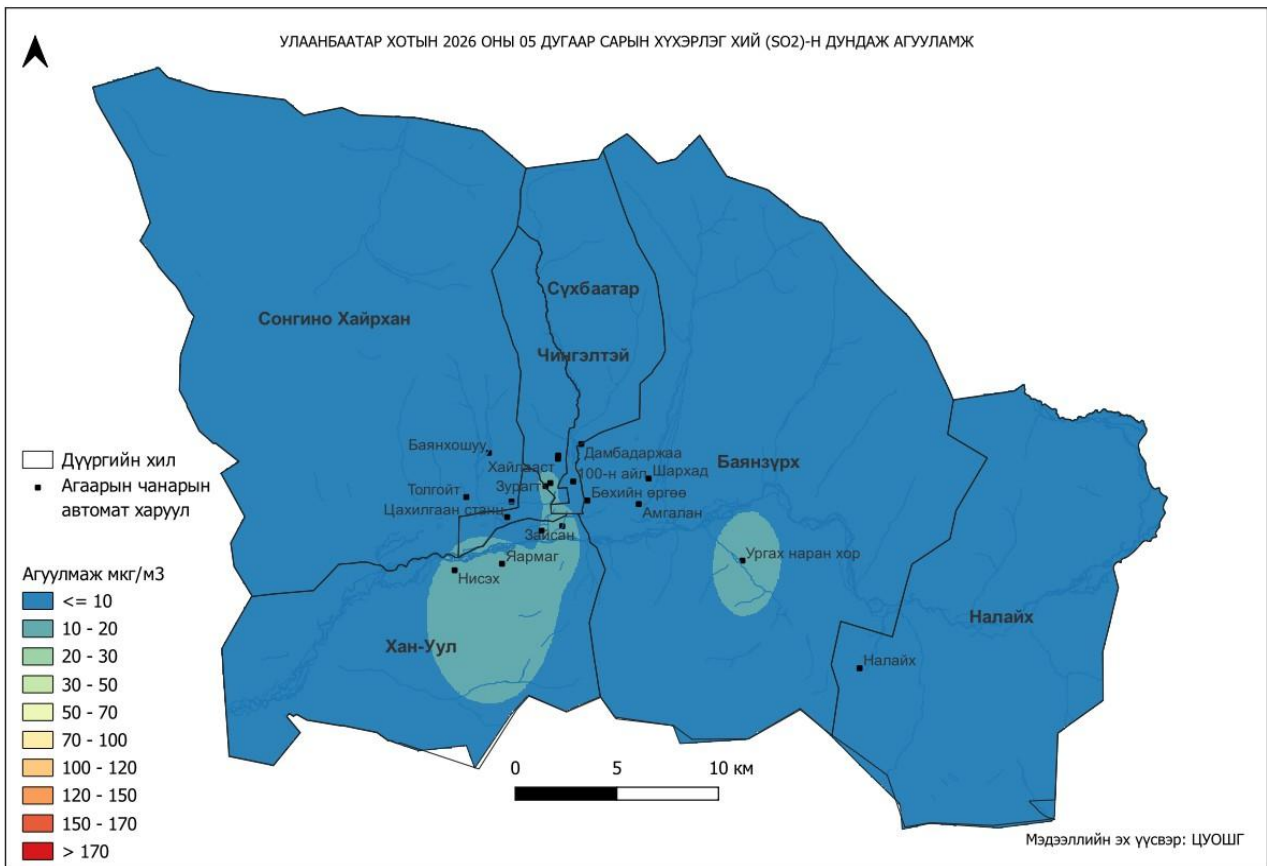 УЛААНБААТАР ХОТЫН 2026 ОНЫ 05 ДУГААР САРЫН ХҮХЭРЛЭГ ХИЙ (SO2)-Н ДУНДАЖ АГУУЛАМЖ
Сүхбаатар
Сонгино Хайрхан
Чингэлтэй
Баянхошуу
Дамбадаржаа
Хайлааст
100-н айл
Шархад
Баянзүрх
Зурагт
Толгойт
Бөхийн өргөө
Цахилгаан станц
Амгалан
Зайсан
Яармаг
Нисэх
Ургах наран хор
Хан-Уул
Налайх
Налайх
Дүүргийн хил
Агаарын чанарын
автомат харуул
Агуулмаж мкг/м3
<= 10
10 - 20
20 - 30
30 - 50
50 - 70
70 - 100
100 - 120
120 - 150
150 - 170
> 170
0 5 10 км
Мэдээллийн эх үүсвэр: ЦУОШГ